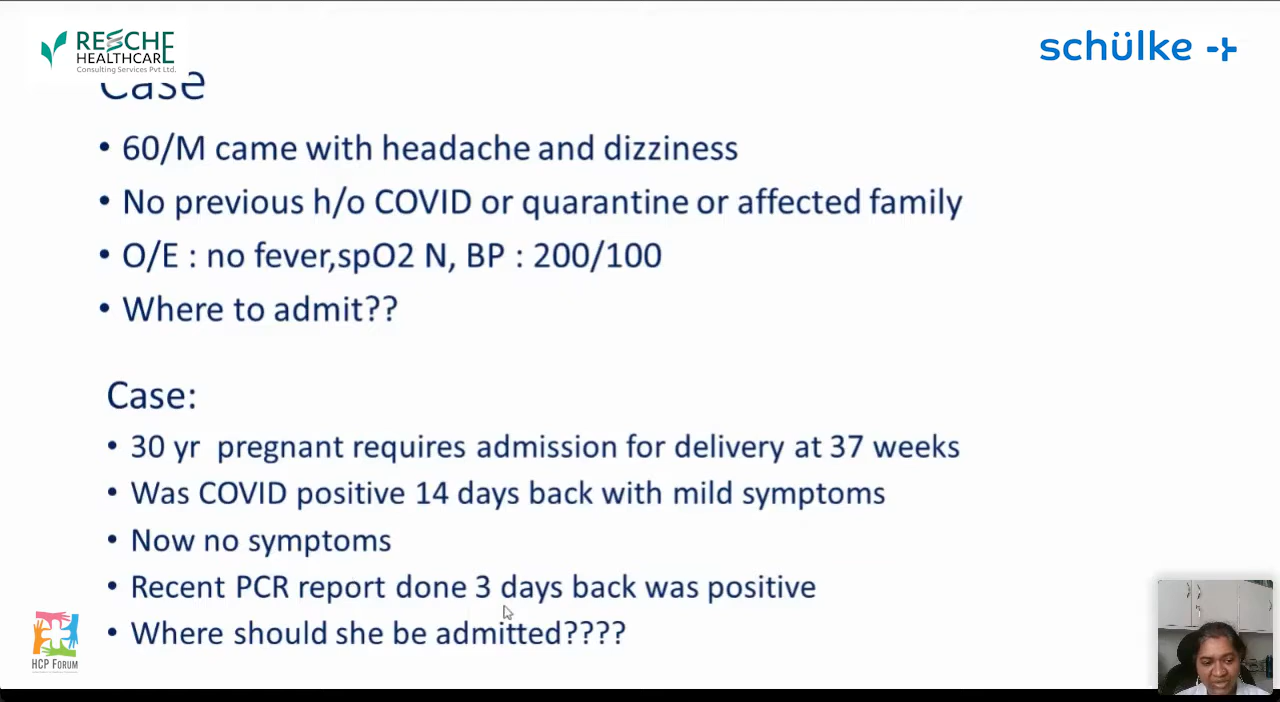 RESCHE
HEALTHCARE
Consulting Services Pvt Ltd.
schülke
Case
• 60/M came with headache and dizziness
• No previous h/o COVID or quarantine or affected family
• O/E : no fever,spO2 N, BP : 200/100
• Where to admit??
Case:
• 30 yr pregnant requires admission for delivery at 37 weeks
• Was COVID positive 14 days back with mild symptoms
• Now no symptoms
• Recent PCR report done 3 days back was positive
• Where should she be admitted????
HCP FORUM